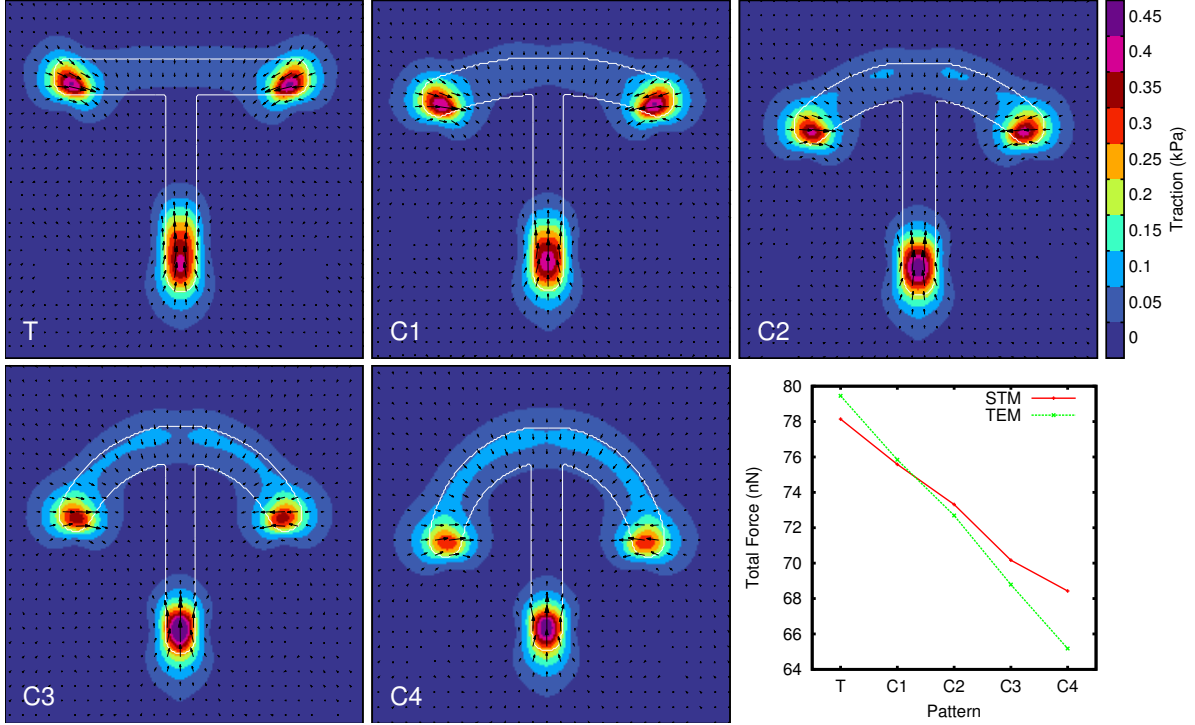 T
C1
C2
0.45
0.4
0.35
0.3
0.25
0.2
0.15
0.1
0.05
0
Traction (kPa)
C3
C4
80
78
76
74
72
70
68
66
64
Total Force (nN)
STM
TEM
T C1 C2 C3 C4
Pattern